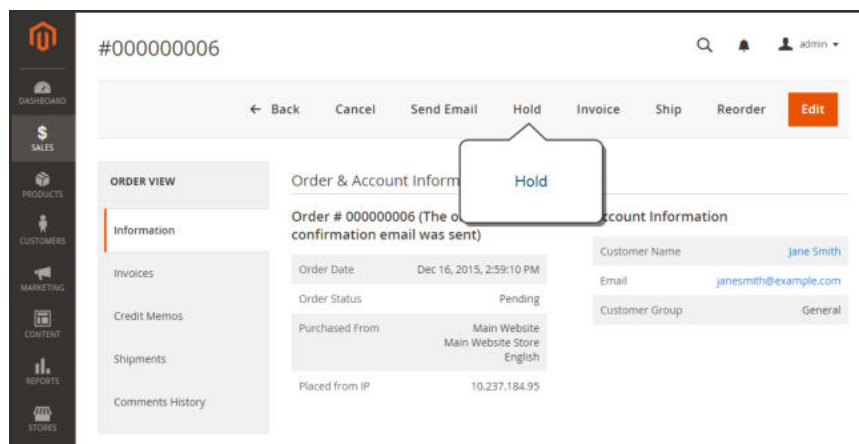 #000000006
admin
DASHBOARD
SALES
PRODUCTS
CUSTOMERS
MARKETING
CONTENT
REPORTS
STORES
← Back Cancel Send Email Hold Invoice Ship Reorder Edit
Hold
ORDER VIEW
Information
Invoices
Credit Memos
Shipments
Comments History
Order & Account Inform
Order # 000000006 (The o
confirmation email was sent)
Order Date Dec 16, 2015, 2:59:10 PM
Order Status Pending
Purchased From Main Website
Main Website Store
English
Placed from IP 10.237.184.95
ccount Information
Customer Name Jane Smith
Email janesmith@example.com
Customer Group General